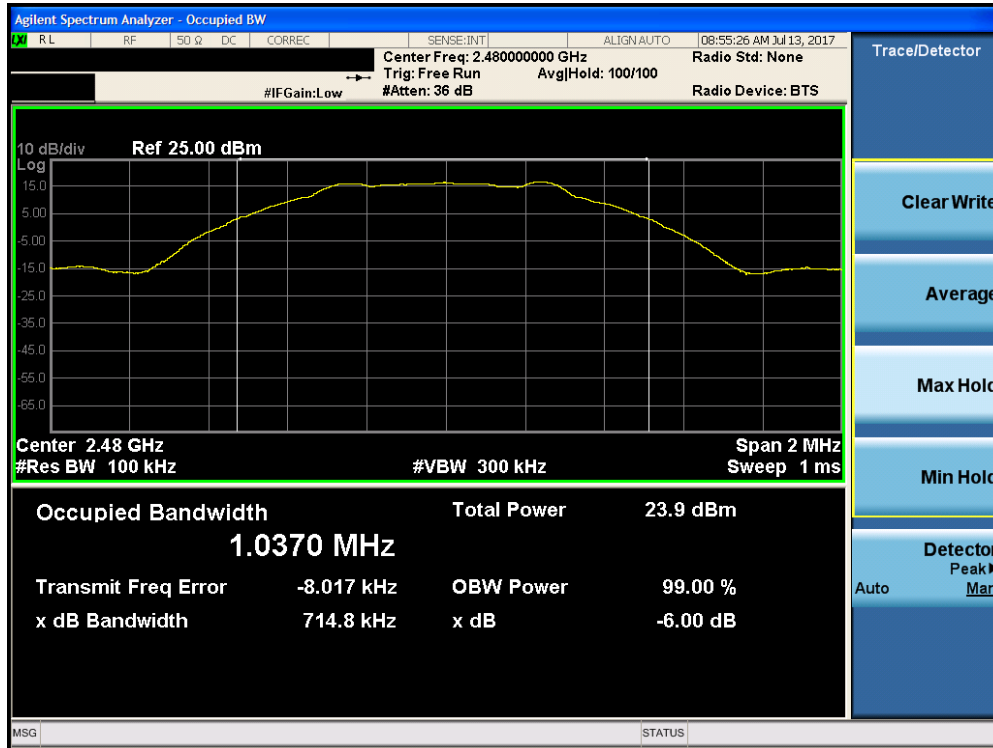 Agilent Spectrum Analyzer - Occupied BW
LXI RL RF 50 Ω DC CORREC SENSE:INT ALIGN AUTO 08:55:26 AM Jul 13, 2017
Center Freq: 2.480000000 GHz Radio Std: None
Trig: Free Run Avg|Hold: 100/100
#IFGain:Low #Atten: 36 dB Radio Device: BTS
Trace/Detector
10 dB/div Ref 25.00 dBm
Log
15.0
5.00
-5.00
-15.0
-25.0
-35.0
-45.0
-55.0
-65.0
Center 2.48 GHz Span 2 MHz
#Res BW 100 kHz #VBW 300 kHz Sweep 1 ms
Occupied Bandwidth Total Power 23.9 dBm
1.0370 MHz
Transmit Freq Error -8.017 kHz OBW Power 99.00 %
x dB Bandwidth 714.8 kHz x dB -6.00 dB
Clear Write
Average
Max Hold
Min Hold
Detector
Peak
Auto Man
MSG STATUS